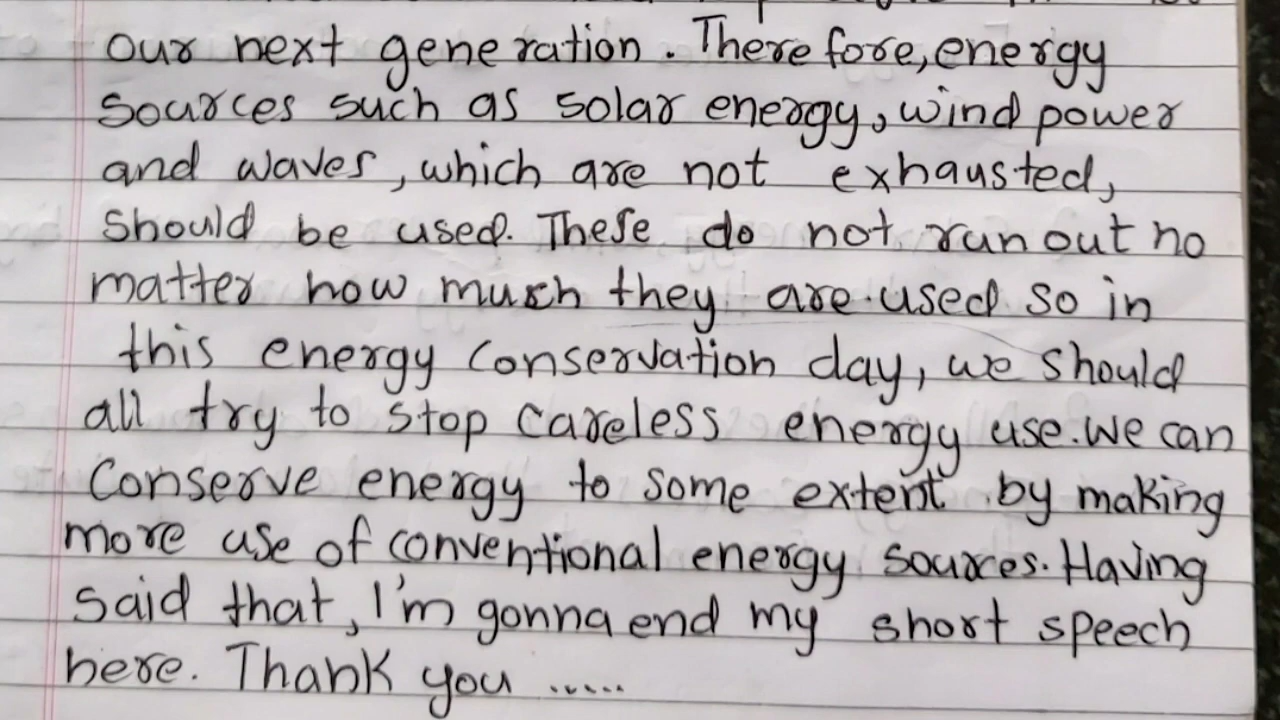 our next generation. Therefore, energy
sources such as solar energy, wind power
and waves, which are not exhausted,
should be used. These do not run out no
matter how much they are used so in
this energy conservation day, we should
all try to stop careless energy use. We can
conserve energy to some extent by making
more use of conventional energy sources. Having
said that, I'm gonna end my short speech
here. Thank you .....